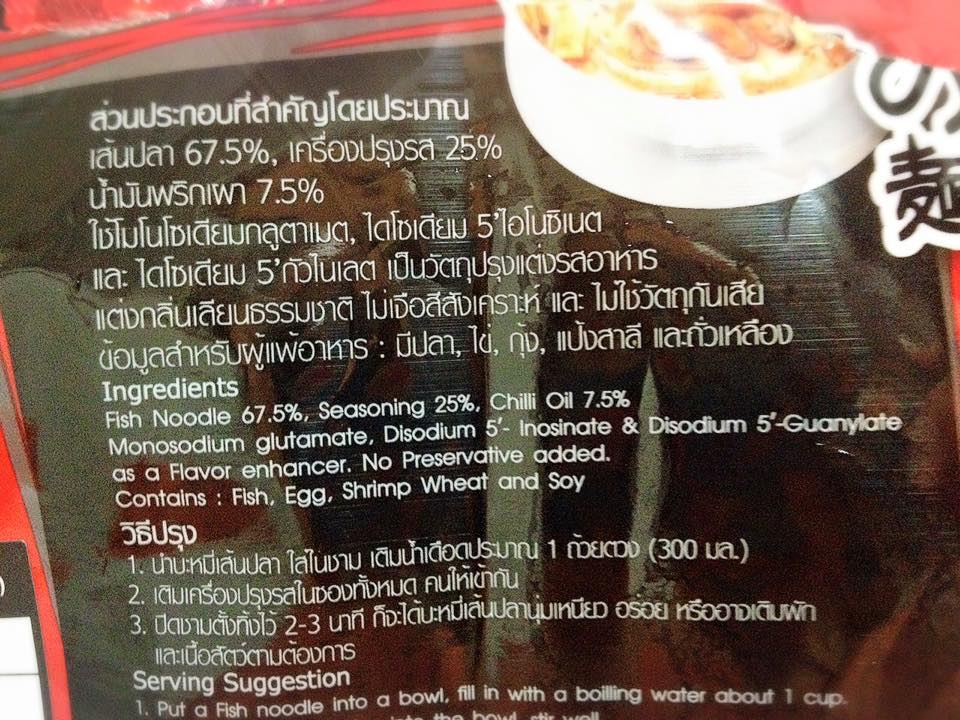 ส่วนประกอบที่สำคัญโดยประมาณ
เส้นปลา 67.5%, เครื่องปรุงรส 25%
น้ำมันพริกเผา 7.5%
ใช้โมโนโซเดียมกลูตาเมต, ไดโซเดียม 5'ไอโนซิเนต
และ ไดโซเดียม 5'กัวไนเลต เป็นวัตถุปรุงแต่งรสอาหาร
แต่งกลิ่นเลียนธรรมชาติ ไม่เจือสีสังเคราะห์ และ ไม่ใช้วัตถุกันเสีย
ข้อมูลสำหรับผู้แพ้อาหาร : มีปลา, ไข่, กุ้ง, แป้งสาลี และถั่วเหลือง
Ingredients
Fish Noodle 67.5%, Seasoning 25%, Chilli Oil 7.5%
Monosodium glutamate, Disodium 5'- Inosinate & Disodium 5'-Guanylate
as a Flavor enhancer. No Preservative added.
Contains : Fish, Egg, Shrimp Wheat and Soy
วิธีปรุง
1. นำบะหมี่เส้นปลา ใส่ในชาม เติมน้ำเดือดประมาณ 1 ถ้วยตวง (300 มล.)
2. เติมเครื่องปรุงรสในซองทั้งหมด คนให้เข้ากัน
3. ปิดชามตั้งทิ้งไว้ 2-3 นาที ก็จะได้บะหมี่เส้นปลานุ่มเหนียว อร่อย หรืออาจเติมผัก
และเนื้อสัตว์ตามต้องการ
Serving Suggestion
1. Put a Fish noodle into a bowl, fill in with a boilling water about 1 cup.
into the bowl, stir well
麺